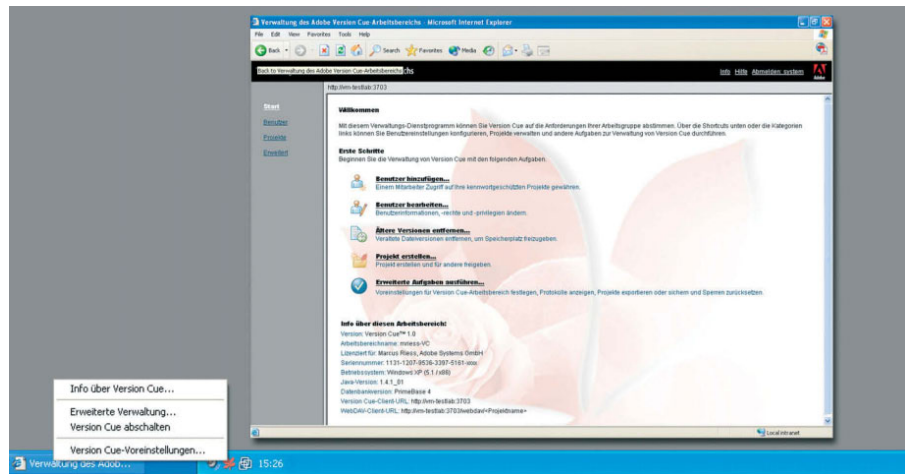 Verwaltung des Adobe Version Cue Arbeitsbereichs - Microsoft Internet Explorer
File Edit View Favorites Tools Help
Back Search Favorites Media
Back to Verwaltung des Adobe Version Cue-Arbeitsbereichs chs
Info Hilfe Abmelden: system
Adobe
http://vm-testlab:3703
Start
Benutzer
Projekte
Erweitert
Willkommen
Mit diesem Verwaltungs-Dienstprogramm können Sie Version Cue auf die Anforderungen Ihrer Arbeitsgruppe abstimmen. Über die Shortcuts unten oder die Kategorien
links können Sie Benutzereinstellungen konfigurieren, Projekte verwalten und andere Aufgaben zur Verwaltung von Version Cue durchführen.
Erste Schritte
Beginnen Sie die Verwaltung von Version Cue mit den folgenden Aufgaben.
Benutzer hinzufügen...
Einem Mitarbeiter Zugriff auf Ihre kennwortgeschützten Projekte gewähren.
Benutzer bearbeiten...
Benutzerinformationen, -rechte und -privilegien ändern.
Ältere Versionen entfernen...
Veraltete Dateiversionen entfernen, um Speicherplatz freizugeben.
Projekt erstellen...
Projekt erstellen und für andere freigeben.
Erweiterte Aufgaben ausführen...
Voreinstellungen für Version Cue-Arbeitsbereich festlegen, Protokolle anzeigen, Projekte exportieren oder sichern und Sperren zurücksetzen.
Info über diesen Arbeitsbereich:
Version: Version Cue™ 1.0
Arbeitsbereichname: mriess-VC
Lizenziert für: Marcus Riess, Adobe Systems GmbH
Seriennummer: 1131-1207-9536-3397-5161-xxxx
Betriebssystem: Windows XP (5.1 / x86)
Java-Version: 1.4.1_01
Datenbankversion: PrimeBase 4
Version Cue-Client-URL: http://vm-testlab:3703
WebDAV-Client-URL: http://vm-testlab:3703/webdav/<Projektname>
Local intranet
Info über Version Cue...
Erweiterte Verwaltung...
Version Cue abschalten
Version Cue-Voreinstellungen...
Verwaltung des Adob...
15:26